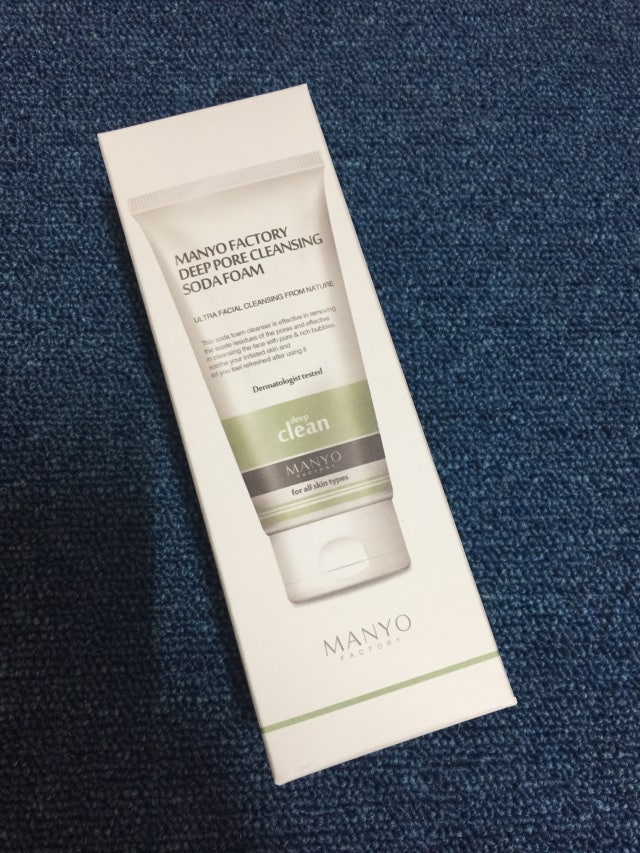 MANYO FACTORY
DEEP PORE CLEANSING
SODA FOAM
ULTRA FACIAL CLEANSING FROM NATURE
This soda foam cleanser is effective in removing
the waste residues of the pores and effective
in cleansing the face with pure & rich bubbles,
soothe your irritated skin and
let you feel refreshed after using it
Dermatologist tested
deep
clean
MANYO
FACTORY
for all skin types
MANYO
FACTORY